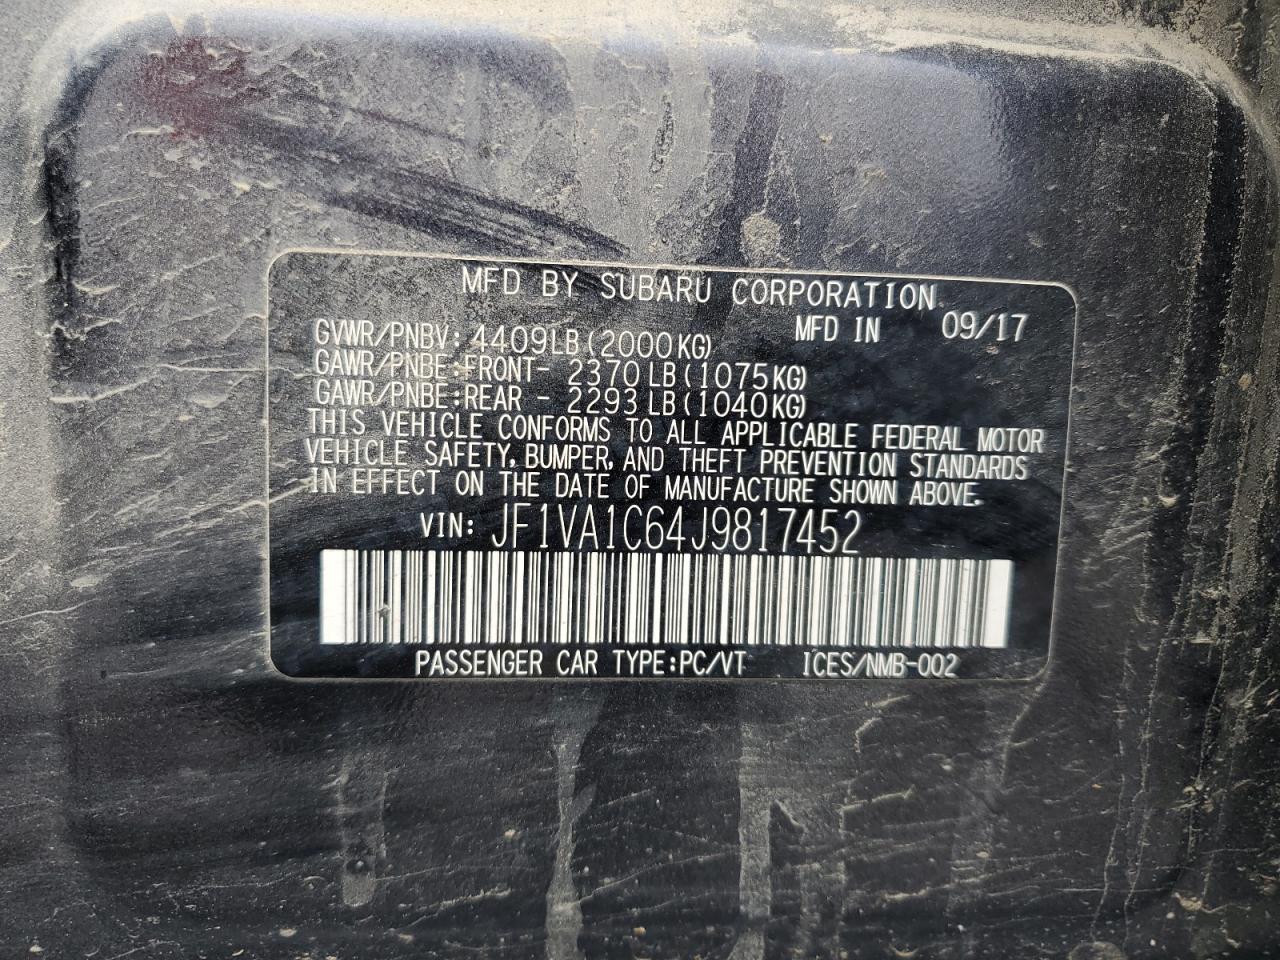 MFD BY SUBARU CORPORATION
GVWR/PNBV: 4409LB(2000KG) MFD IN 09/17
GAWR/PNBE:FRONT- 2370LB(1075KG)
GAWR/PNBE:REAR - 2293LB(1040KG)
THIS VEHICLE CONFORMS TO ALL APPLICABLE FEDERAL MOTOR
VEHICLE SAFETY, BUMPER, AND THEFT PREVENTION STANDARDS
IN EFFECT ON THE DATE OF MANUFACTURE SHOWN ABOVE.
VIN: JF1VA1C64J9817452
PASSENGER CAR TYPE:PC/VT ICES/NMB-002